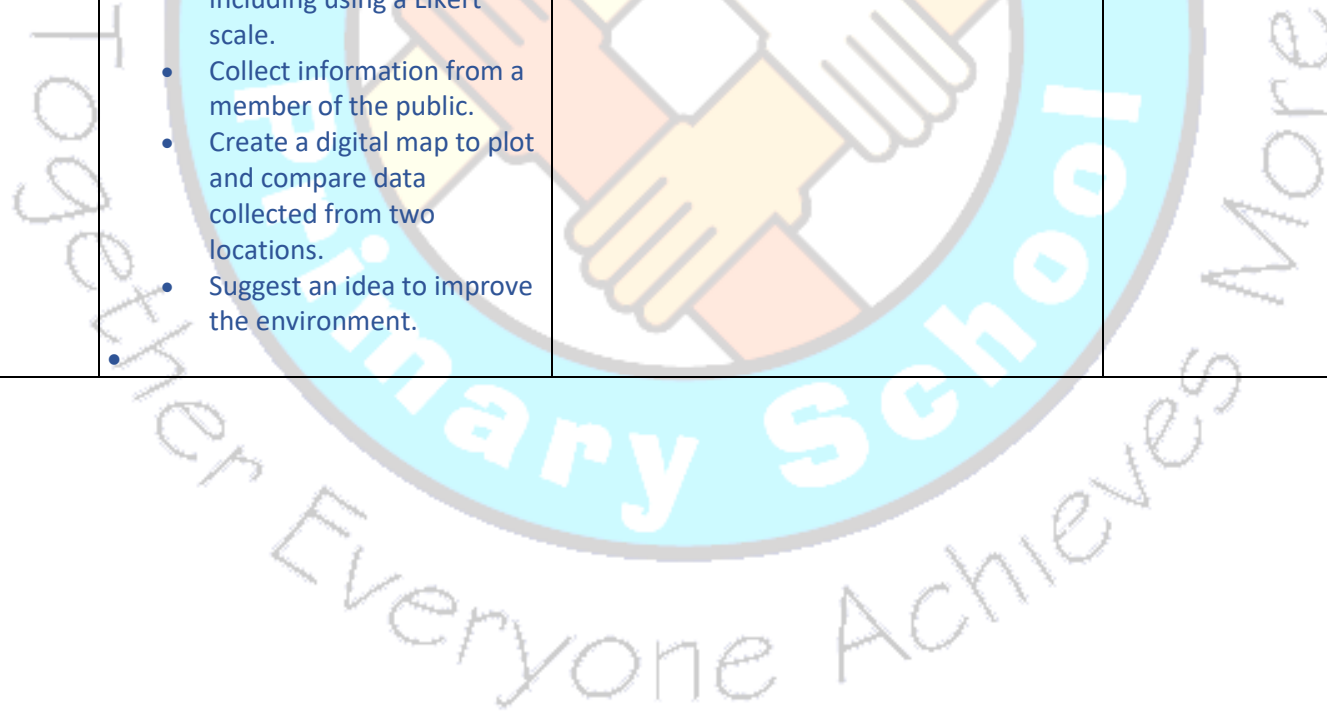 including using a Likert
scale.
• Collect information from a
member of the public.
• Create a digital map to plot
and compare data
collected from two
locations.
• Suggest an idea to improve
the environment.
•
Primary School
Together Everyone Achieves More